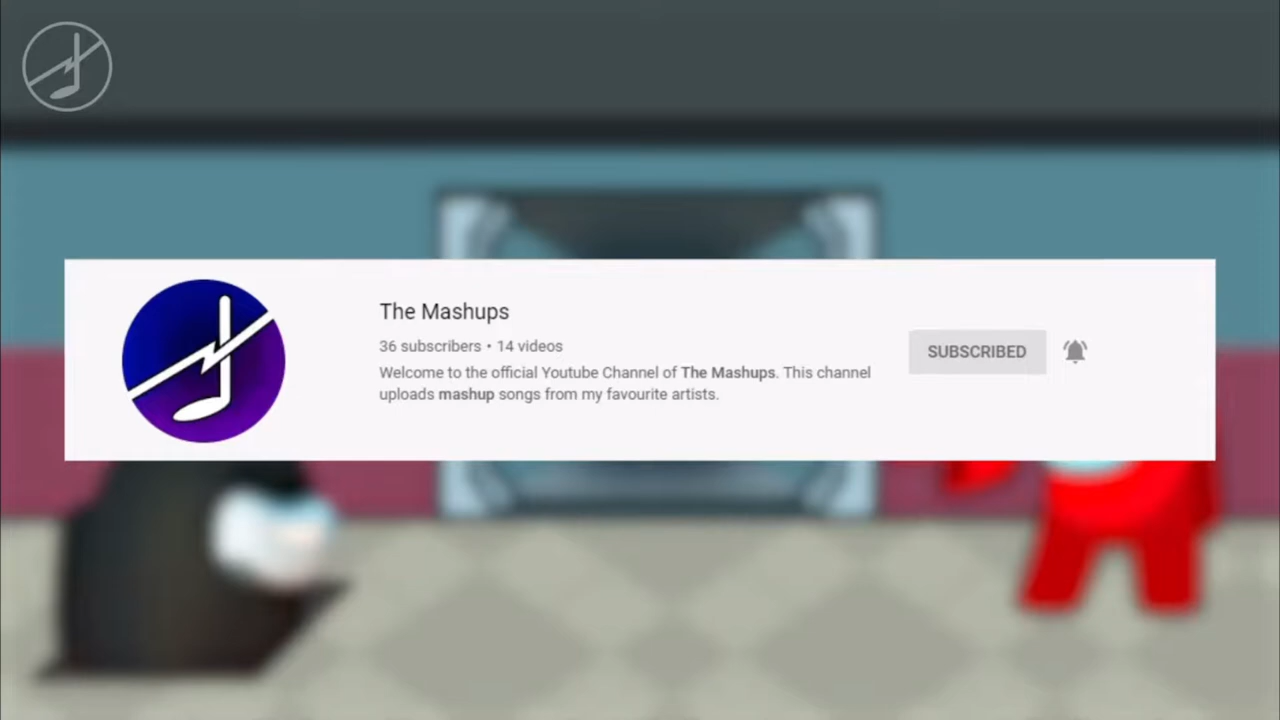 The Mashups
36 subscribers • 14 videos
Welcome to the official Youtube Channel of The Mashups. This channel
uploads mashup songs from my favourite artists.
SUBSCRIBED